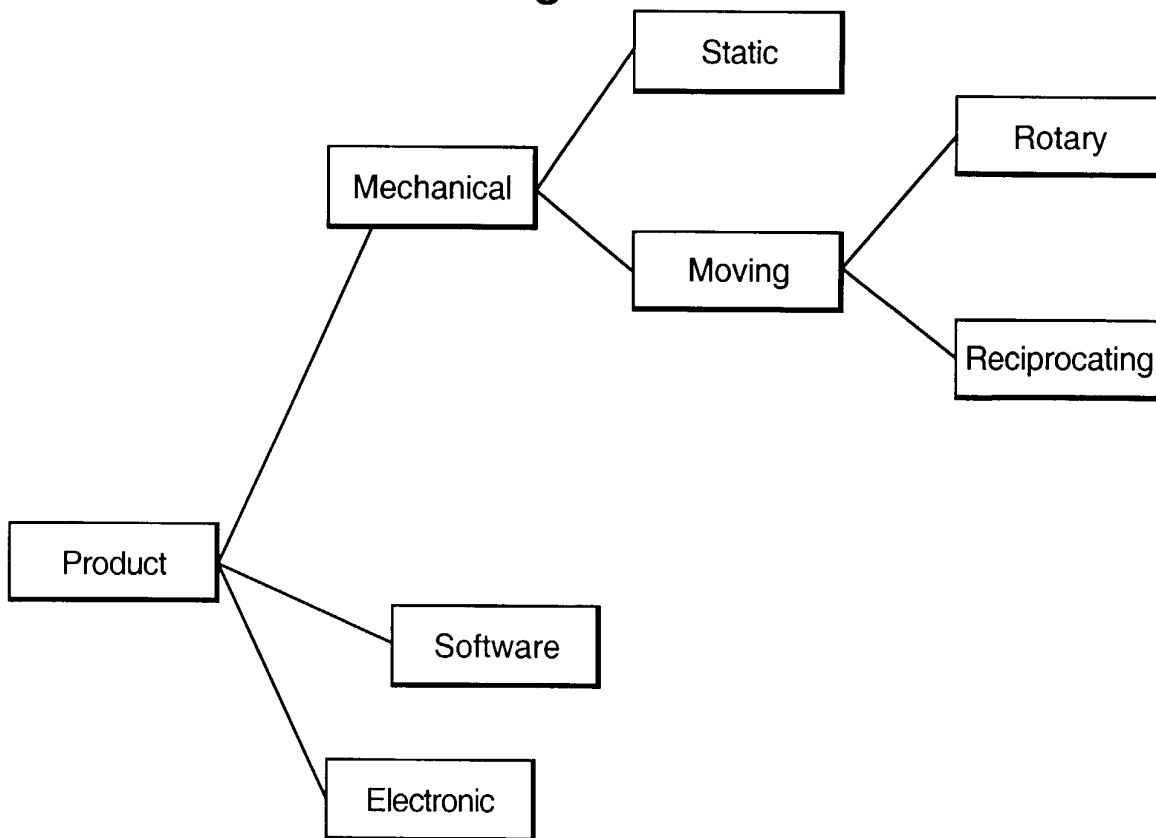 Static
Rotary
Mechanical
Moving
Reciprocating
Product
Software
Electronic